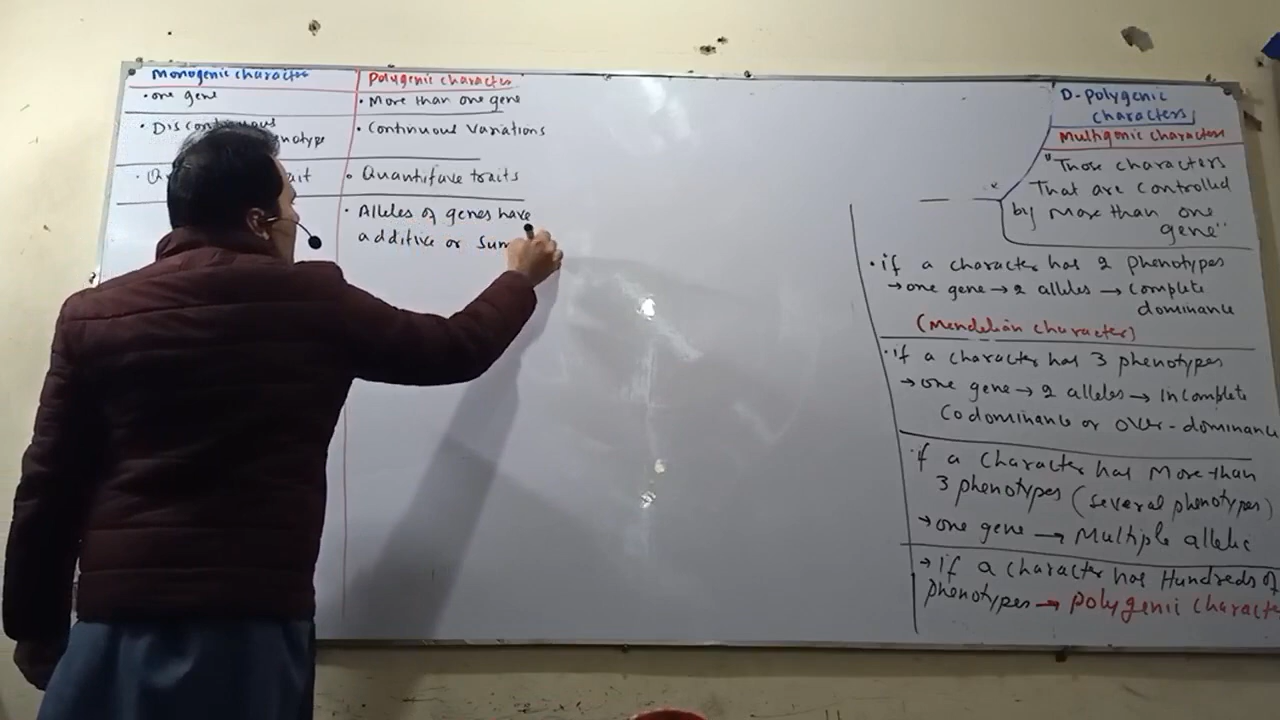 Monogenic character
Polygenic character
• one gene
• More than one gene
• Continuous variations
• Quantitative traits
• Alleles of genes have
additive or
D-Polygenic
characters
Multigenic characters
"Those characters
That are controlled
by More than one
gene"
• if a character has 2 phenotypes
→ one gene → 2 alleles → complete
dominance
(Mendelian character)
• if a character has 3 phenotypes
→ one gene → 2 alleles → incomplete
Codominance or over-dominance
if a character has More than
3 phenotypes (several phenotypes)
→ one gene → Multiple allelic
→ if a character has Hundreds of
phenotypes → polygenic